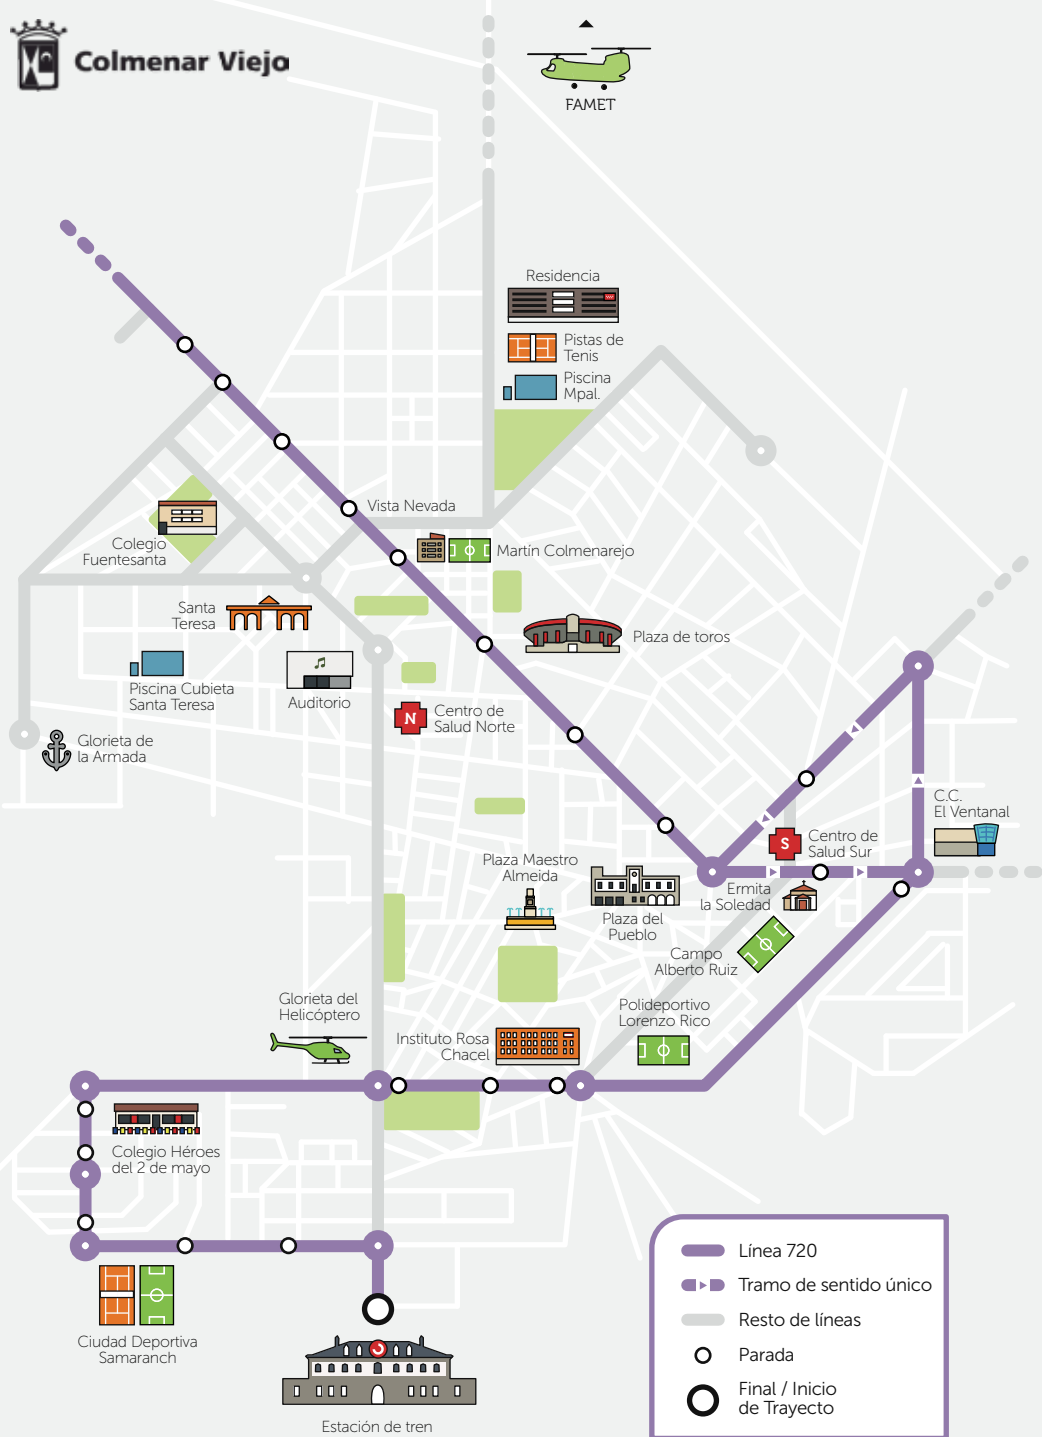 Colmenar Viejo
FAMET
Residencia
Pistas de
Tenis
Piscina
Mpal.
Vista Nevada
Martín Colmenarejo
Colegio
Fuentesanta
Santa
Teresa
Plaza de toros
Piscina Cubieta
Santa Teresa
Auditorio
N
Centro de
Salud Norte
Glorieta de
la Armada
C.C.
El Ventanal
S
Centro de
Salud Sur
Plaza Maestro
Almeida
Ermita
la Soledad
Plaza del
Pueblo
Campo
Alberto Ruiz
Glorieta del
Helicóptero
Polideportivo
Lorenzo Rico
Instituto Rosa
Chacel
Colegio Héroes
del 2 de mayo
Ciudad Deportiva
Samaranch
Estación de tren
Línea 720
Tramo de sentido único
Resto de líneas
Parada
Final / Inicio
de Trayecto